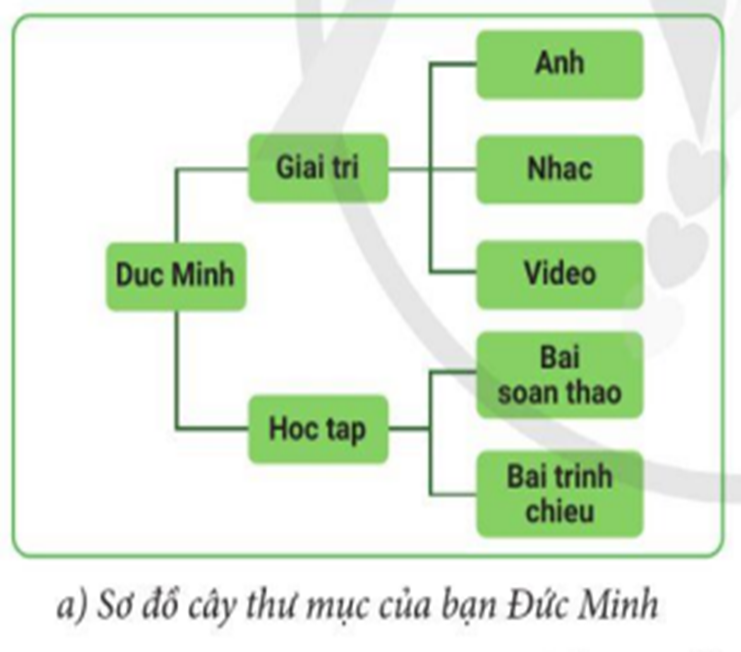 Anh
Giai tri
Nhac
Duc Minh
Video
Bai
soan thao
Hoc tap
Bai trinh
chieu
a) Sơ đồ cây thư mục của bạn Đức Minh